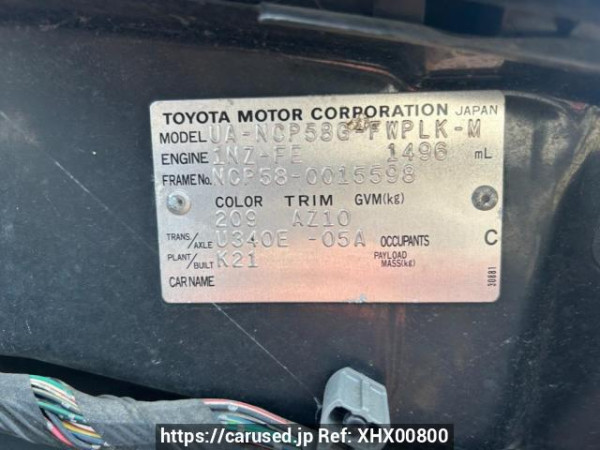 TOYOTA MOTOR CORPORATION JAPAN
MODEL UA-NCP58G-FWPLK-M
ENGINE 1NZ-FE 1496 mL
FRAME No. NCP58-0015598
COLOR TRIM GVM(kg)
209 AZ10
TRANS./AXLE U340E -05A OCCUPANTS C
PLANT/BUILT K21 PAYLOAD MASS(kg)
CAR NAME
30881
https://carused.jp Ref: XHX00800